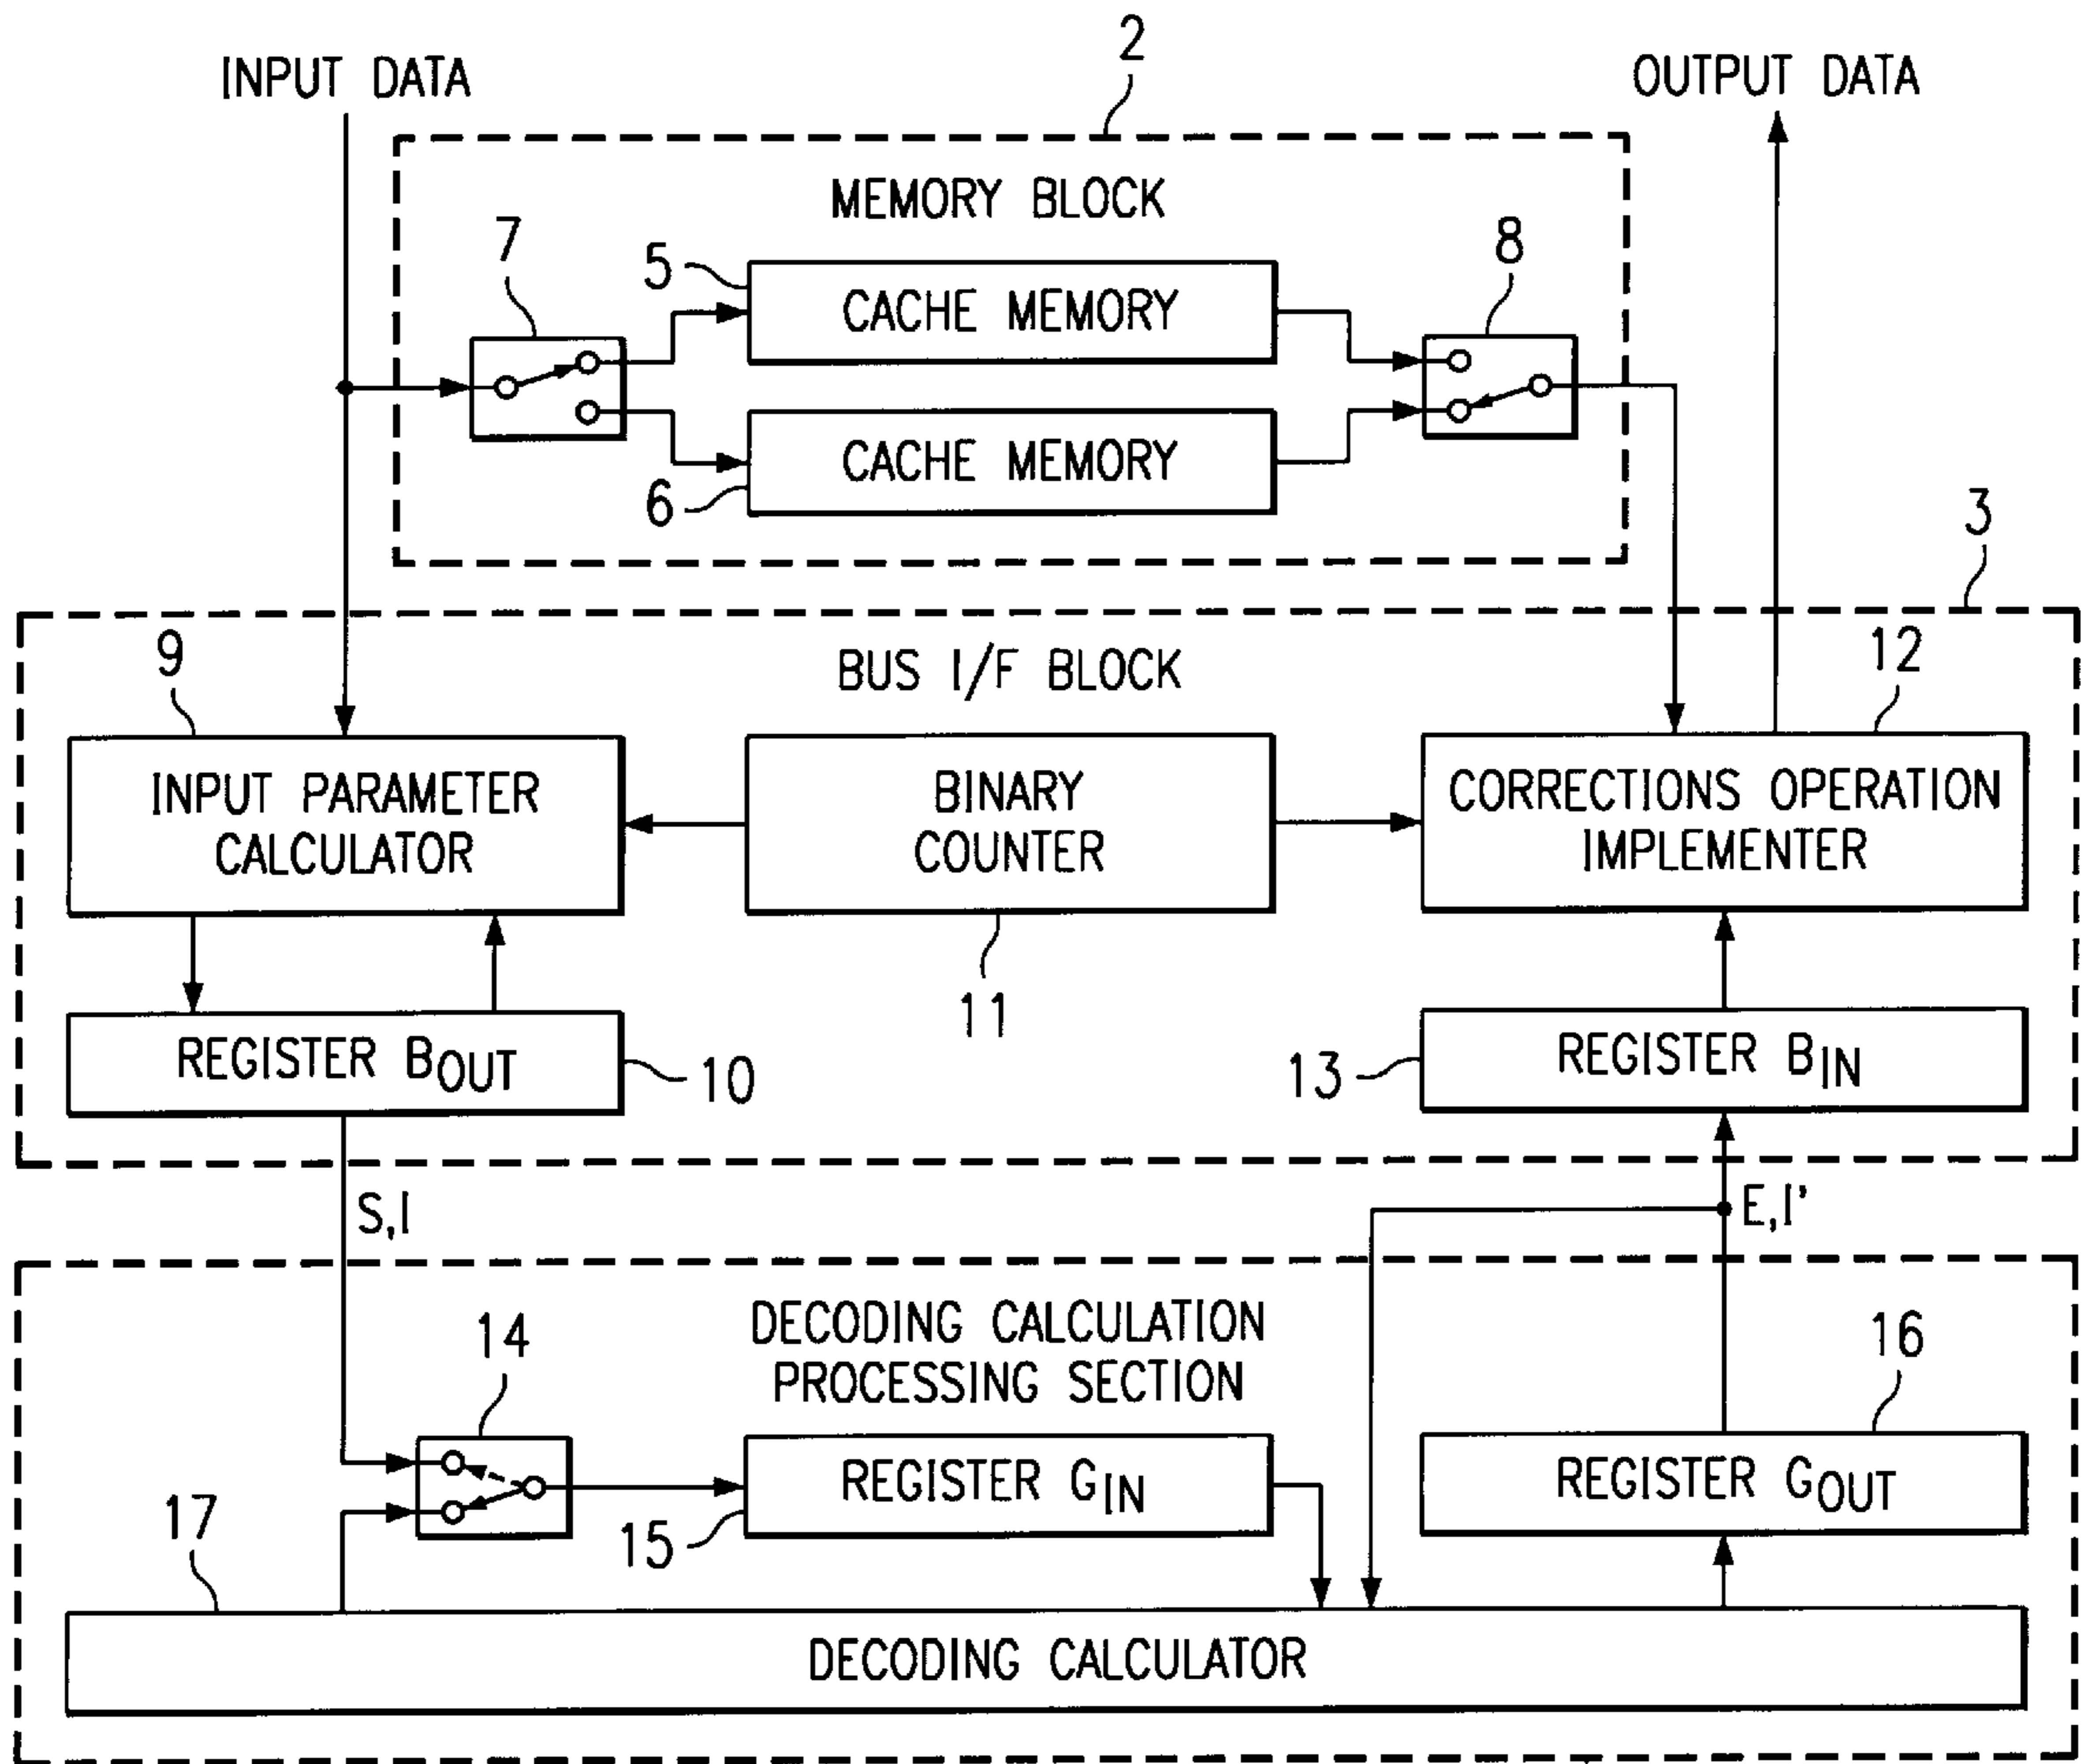 2
INPUT DATA
OUTPUT DATA
MEMORY BLOCK
7
5
CACHE MEMORY
8
CACHE MEMORY
6
3
9
BUS I/F BLOCK
12
INPUT PARAMETER
CALCULATOR
BINARY
COUNTER
CORRECTIONS OPERATION
IMPLEMENTER
11
REGISTER BOUT
10
13
REGISTER BIN
S,I
E,I'
DECODING CALCULATION
PROCESSING SECTION
14
16
REGISTER GIN
15
REGISTER GOUT
17
DECODING CALCULATOR